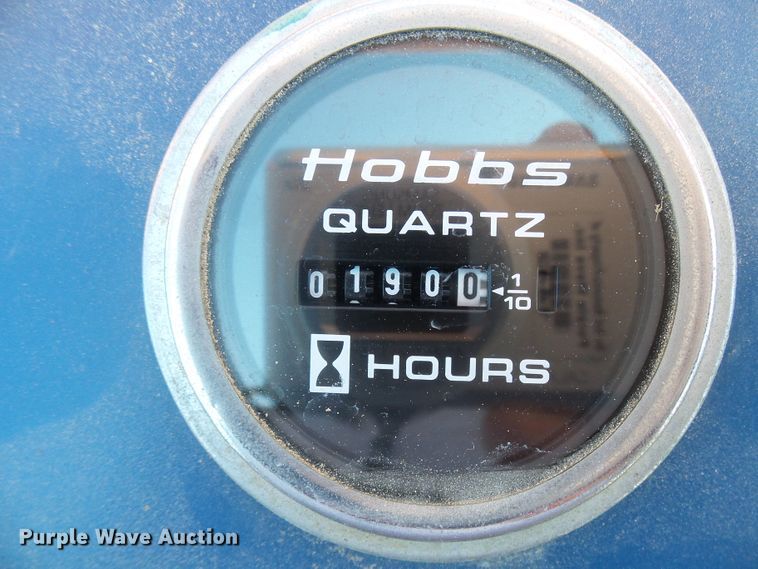 Hobbs
QUARTZ
01900 ◄1/10
HOURS
Purple Wave Auction®